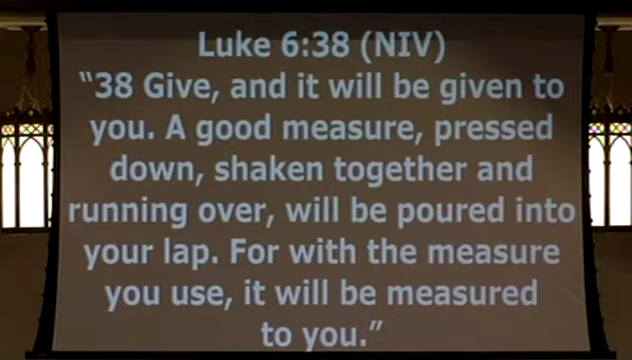 Luke 6:38 (NIV)
“38 Give, and it will be given to
you. A good measure, pressed
down, shaken together and
running over, will be poured into
your lap. For with the measure
you use, it will be measured
to you.”